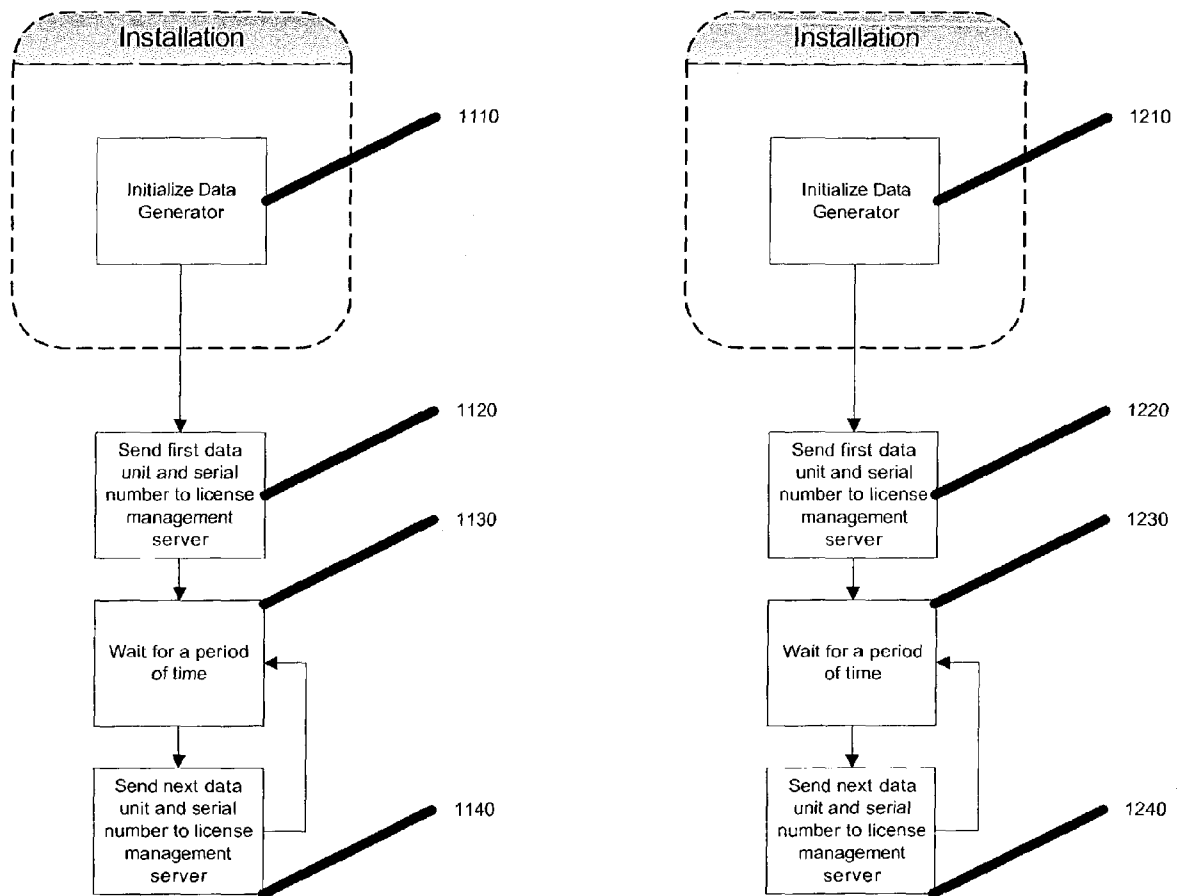 Installation
1110
Initialize Data
Generator
1120
Send first data
unit and serial
number to license
management
server
1130
Wait for a period
of time
Send next data
unit and serial
number to license
management
server
1140
Installation
1210
Initialize Data
Generator
1220
Send first data
unit and serial
number to license
management
server
1230
Wait for a period
of time
Send next data
unit and serial
number to license
management
server
1240